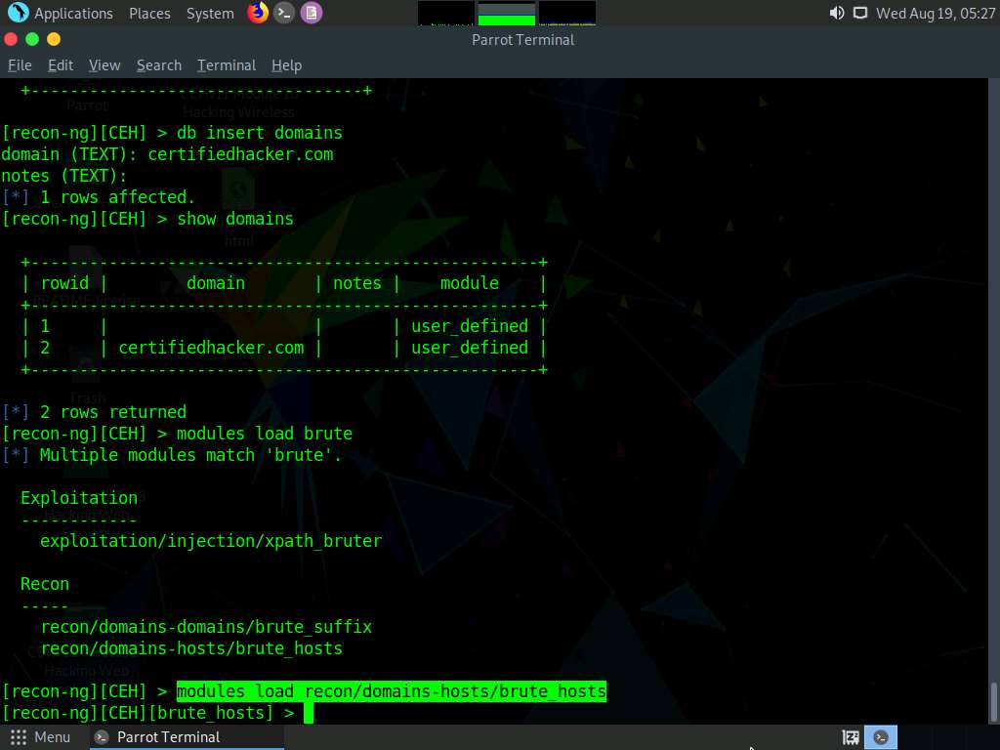 Applications Places System Wed Aug 19, 05:27
Parrot Terminal
File Edit View Search Terminal Help
+----------------------------------+
[recon-ng][CEH] > db insert domains
domain (TEXT): certifiedhacker.com
notes (TEXT):
[*] 1 rows affected.
[recon-ng][CEH] > show domains
+----------------------------------------------------+
| rowid |        domain       | notes |    module    |
+----------------------------------------------------+
| 1     |                     |       | user_defined |
| 2     | certifiedhacker.com |       | user_defined |
+----------------------------------------------------+
[*] 2 rows returned
[recon-ng][CEH] > modules load brute
[*] Multiple modules match 'brute'.
Exploitation
------------
exploitation/injection/xpath_bruter
Recon
-----
recon/domains-domains/brute_suffix
recon/domains-hosts/brute_hosts
[recon-ng][CEH] > modules load recon/domains-hosts/brute_hosts
[recon-ng][CEH][brute_hosts] >
Menu Parrot Terminal